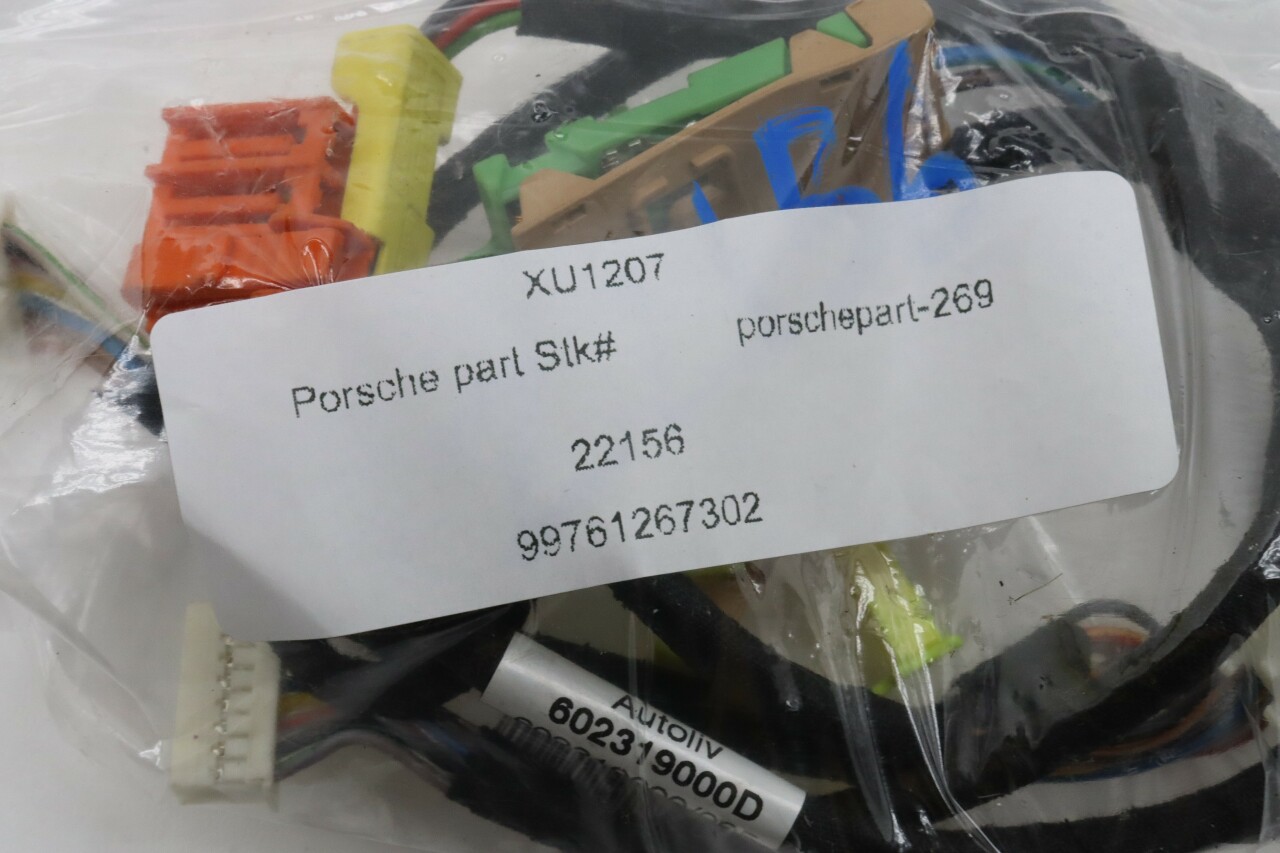 XU1207
Porsche part Stk# porschepart-269
22156
99761267302
Autoliv
602319000D